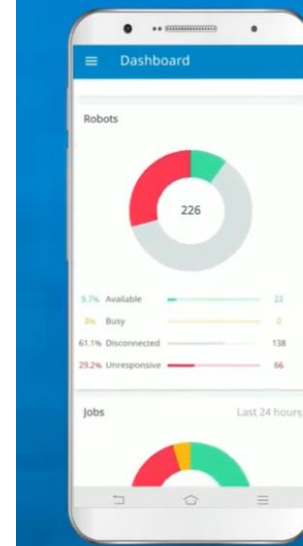 Dashboard
Robots
226
9.7% Available 22
0% Busy 0
61.1% Disconnected 138
29.2% Unresponsive 66
Jobs Last 24 hours